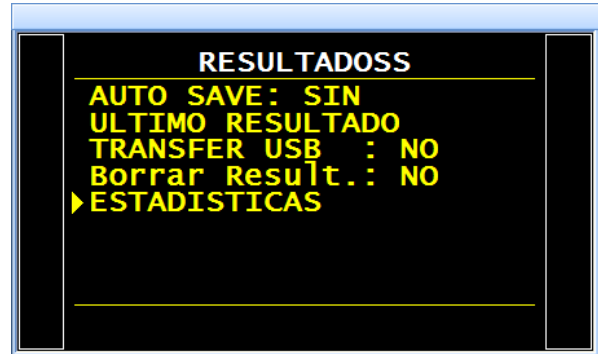 RESULTADOSS
AUTO SAVE: SIN
ULTIMO RESULTADO
TRANSFER USB  : NO
Borrar Result.: NO
ESTADISTICAS